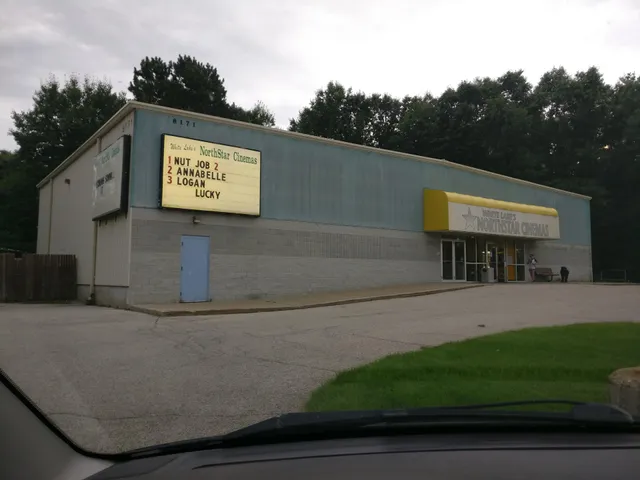 8171
White Lake's NorthStar Cinemas
1 NUT JOB 2
2 ANNABELLE
3 LOGAN
LUCKY
WHITE LAKE'S
NORTHSTAR CINEMAS